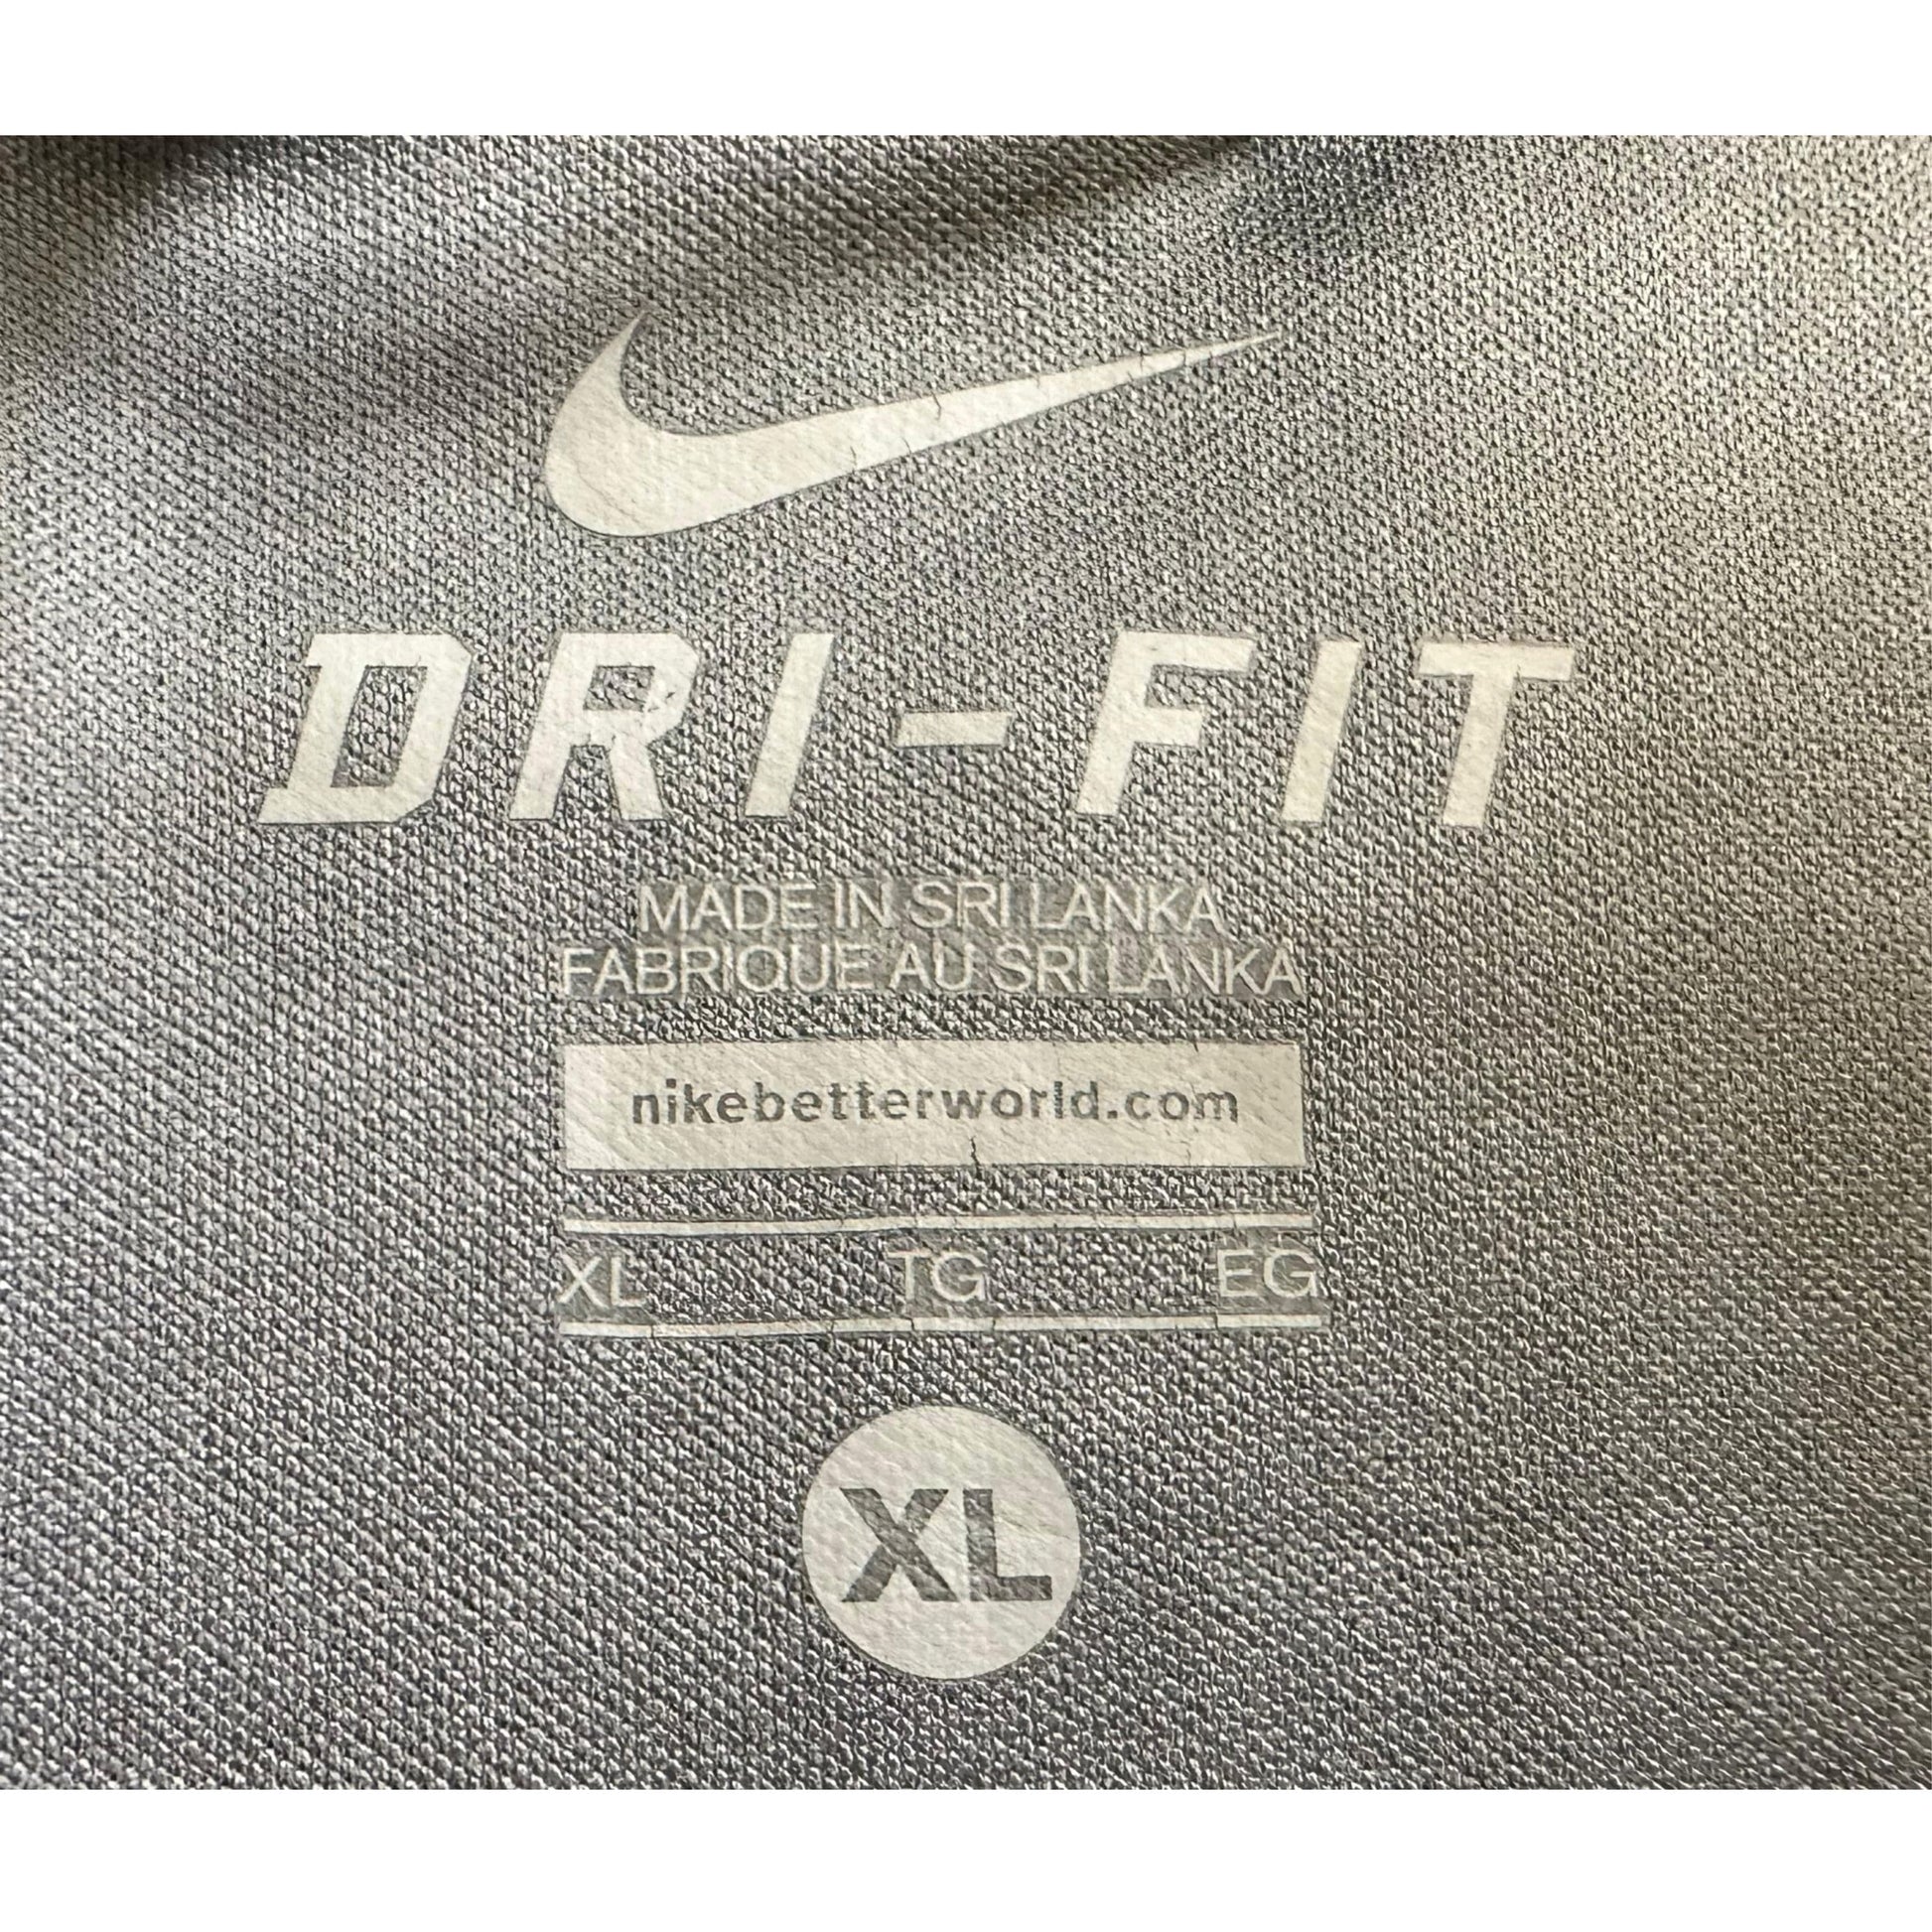 DRI-FIT
MADE IN SRI LANKA
FABRIQUE AU SRI LANKA
nikebetterworld.com
XL TG EG
XL